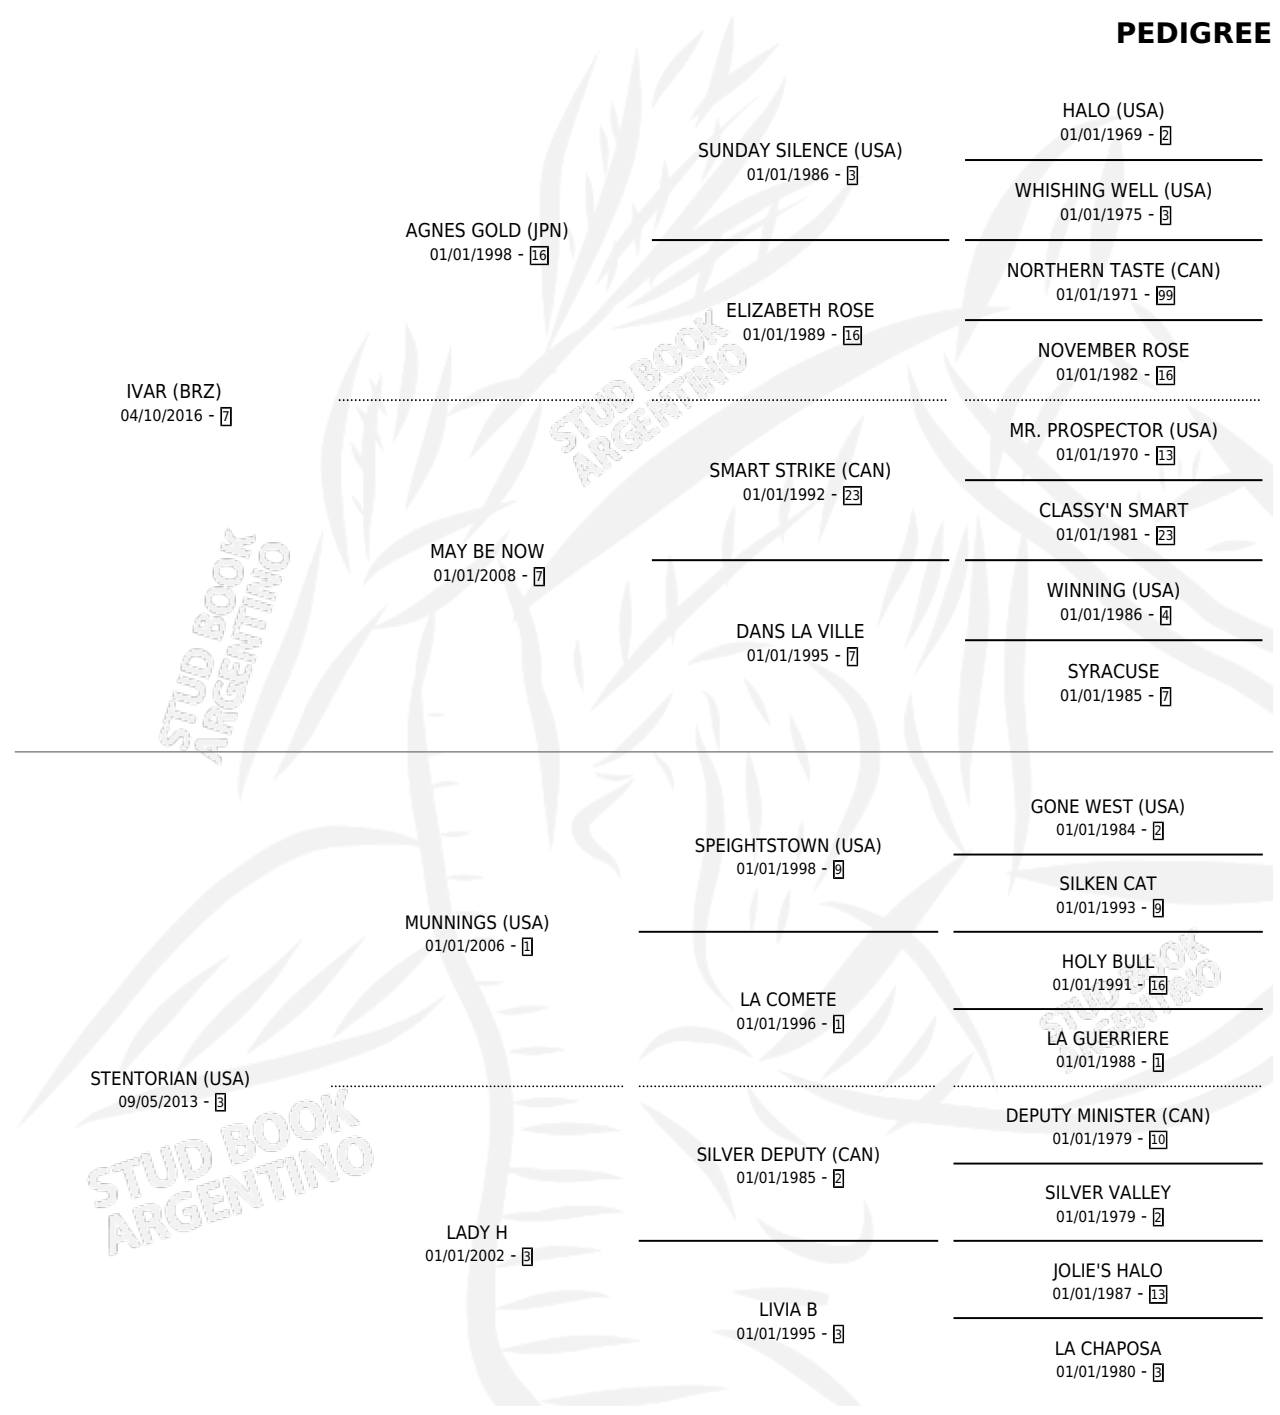 PEDIGREE
HALO (USA)
01/01/1969 - 2
SUNDAY SILENCE (USA)
01/01/1986 - 3
WHISHING WELL (USA)
01/01/1975 - 3
AGNES GOLD (JPN)
01/01/1998 - 16
NORTHERN TASTE (CAN)
01/01/1971 - 99
ELIZABETH ROSE
01/01/1989 - 16
NOVEMBER ROSE
01/01/1982 - 16
IVAR (BRZ)
04/10/2016 - 7
MR. PROSPECTOR (USA)
01/01/1970 - 13
SMART STRIKE (CAN)
01/01/1992 - 23
CLASSY'N SMART
01/01/1981 - 23
MAY BE NOW
01/01/2008 - 7
WINNING (USA)
01/01/1986 - 4
DANS LA VILLE
01/01/1995 - 7
SYRACUSE
01/01/1985 - 7
GONE WEST (USA)
01/01/1984 - 2
SPEIGHTSTOWN (USA)
01/01/1998 - 9
SILKEN CAT
01/01/1993 - 9
MUNNINGS (USA)
01/01/2006 - 1
HOLY BULL
01/01/1991 - 16
LA COMETE
01/01/1996 - 1
LA GUERRIERE
01/01/1988 - 1
STENTORIAN (USA)
09/05/2013 - 3
DEPUTY MINISTER (CAN)
01/01/1979 - 10
SILVER DEPUTY (CAN)
01/01/1985 - 2
SILVER VALLEY
01/01/1979 - 2
LADY H
01/01/2002 - 3
JOLIE'S HALO
01/01/1987 - 13
LIVIA B
01/01/1995 - 3
LA CHAPOSA
01/01/1980 - 3
STUD BOOK
ARGENTINO
STUD BOOK
ARGENTINO
STUD BOOK
ARGENTINO
STUD BOOK
ARGENTINO